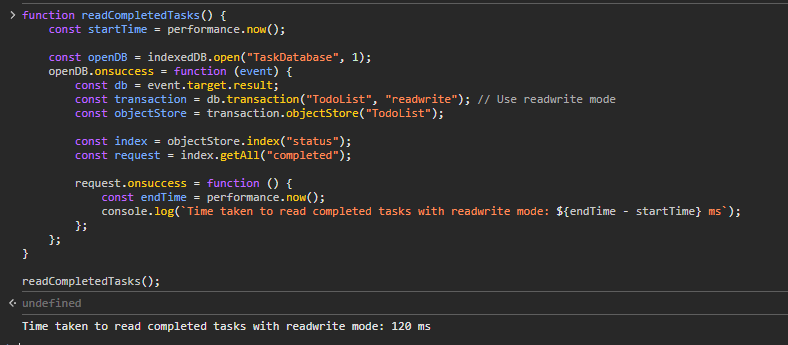 function readCompletedTasks() {
    const startTime = performance.now();

    const openDB = indexedDB.open("TaskDatabase", 1);
    openDB.onsuccess = function (event) {
        const db = event.target.result;
        const transaction = db.transaction("TodoList", "readwrite"); // Use readwrite mode
        const objectStore = transaction.objectStore("TodoList");

        const index = objectStore.index("status");
        const request = index.getAll("completed");

        request.onsuccess = function () {
            const endTime = performance.now();
            console.log(`Time taken to read completed tasks with readwrite mode: ${endTime - startTime} ms`);
        };
    };
}

readCompletedTasks();
undefined
Time taken to read completed tasks with readwrite mode: 120 ms